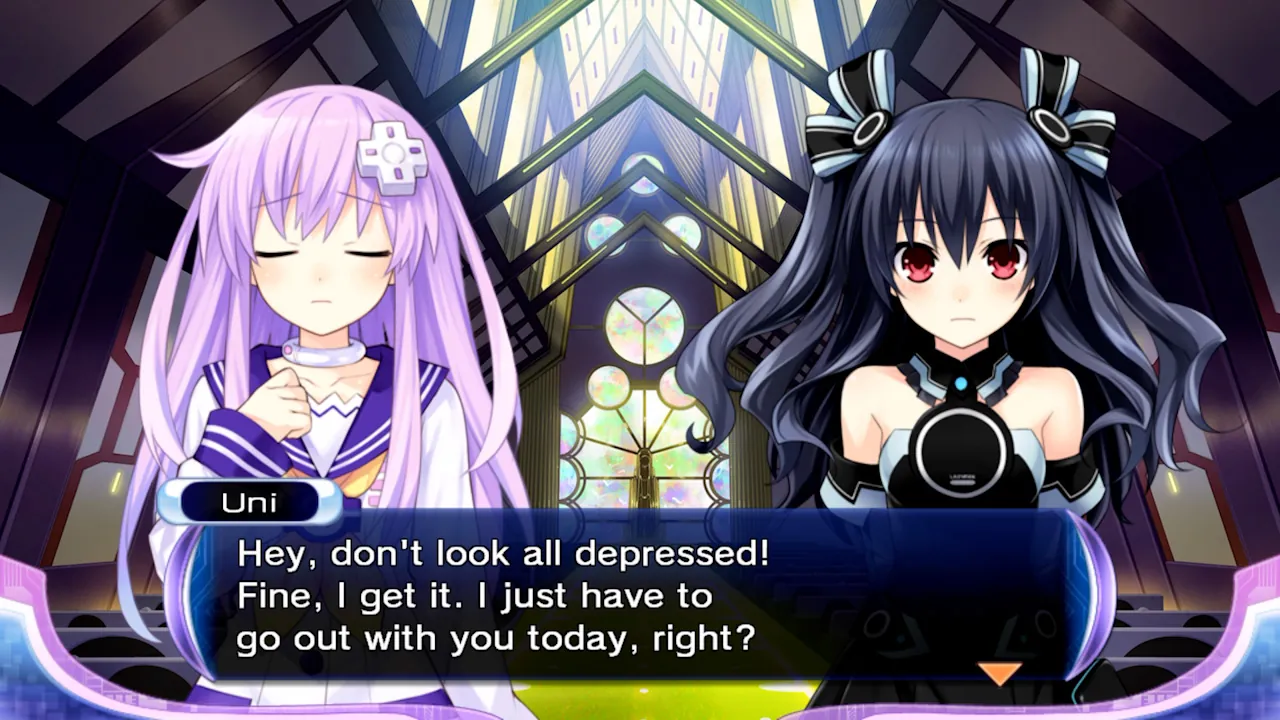 Uni
Hey, don't look all depressed!
Fine, I get it. I just have to
go out with you today, right?